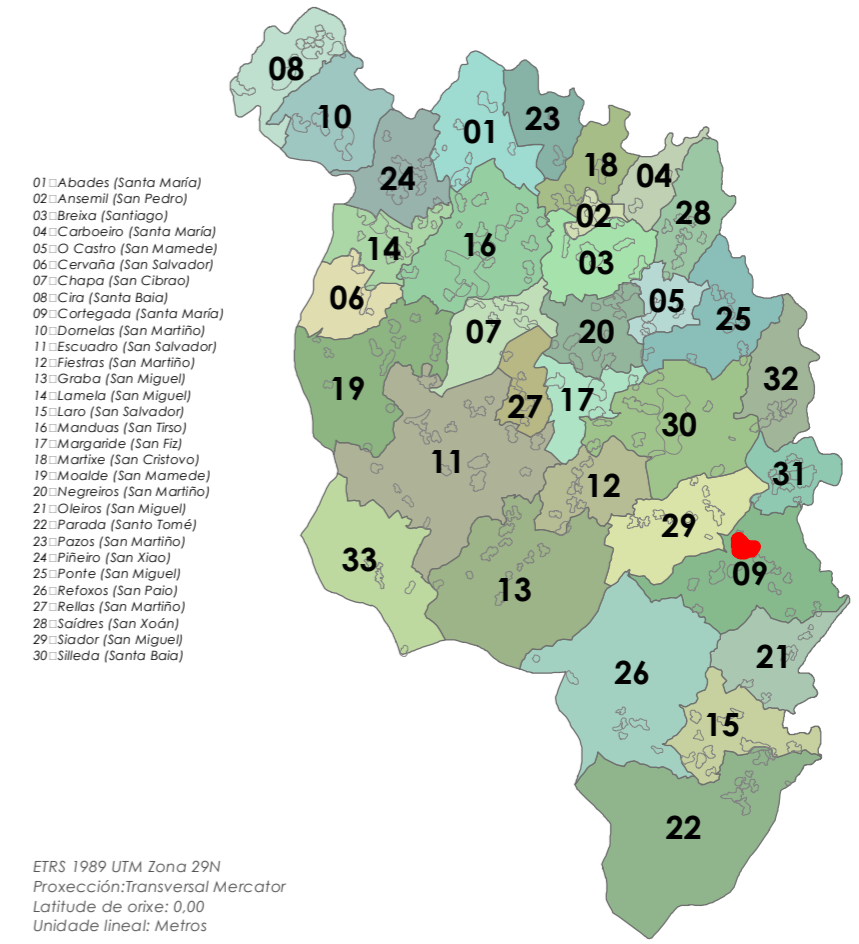 08
10
01
23
24
18
04
02
28
14
16
03
06
05
07
20
25
19
27
17
32
30
11
12
31
29
33
13
09
26
21
15
22
01□Abades (Santa María)
02□Ansemil (San Pedro)
03□Breixa (Santiago)
04□Carboeiro (Santa María)
05□O Castro (San Mamede)
06□Cervaña (San Salvador)
07□Chapa (San Cibrao)
08□Cira (Santa Baia)
09□Cortegada (Santa María)
10□Dornelas (San Martiño)
11□Escuadro (San Salvador)
12□Fiestras (San Martiño)
13□Graba (San Miguel)
14□Lamela (San Miguel)
15□Laro (San Salvador)
16□Manduas (San Tirso)
17□Margaride (San Fiz)
18□Martixe (San Cristovo)
19□Moalde (San Mamede)
20□Negreiros (San Martiño)
21□Oleiros (San Miguel)
22□Parada (Santo Tomé)
23□Pazos (San Martiño)
24□Piñeiro (San Xiao)
25□Ponte (San Miguel)
26□Refoxos (San Paio)
27□Rellas (San Martiño)
28□Saídres (San Xoán)
29□Siador (San Miguel)
30□Silleda (Santa Baia)
ETRS 1989 UTM Zona 29N
Proxección:Transversal Mercator
Latitude de orixe: 0,00
Unidade lineal: Metros